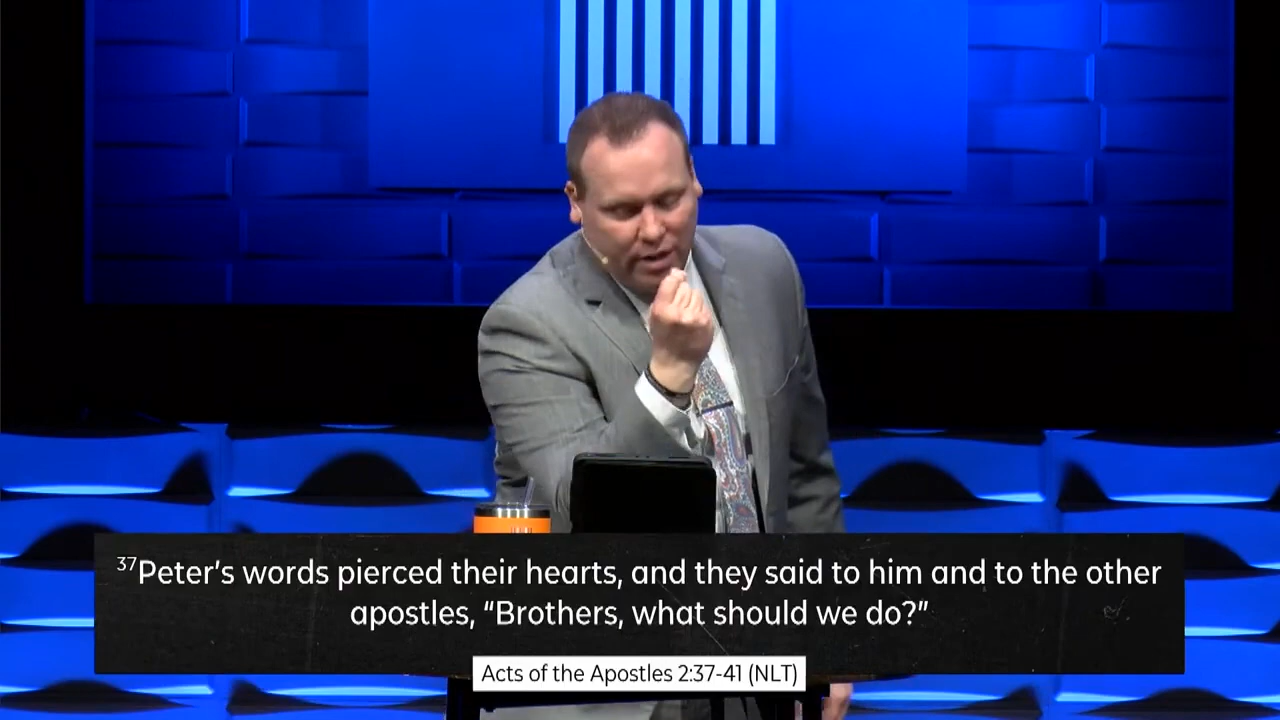 ³⁷Peter’s words pierced their hearts, and they said to him and to the other
apostles, “Brothers, what should we do?”
Acts of the Apostles 2:37-41 (NLT)